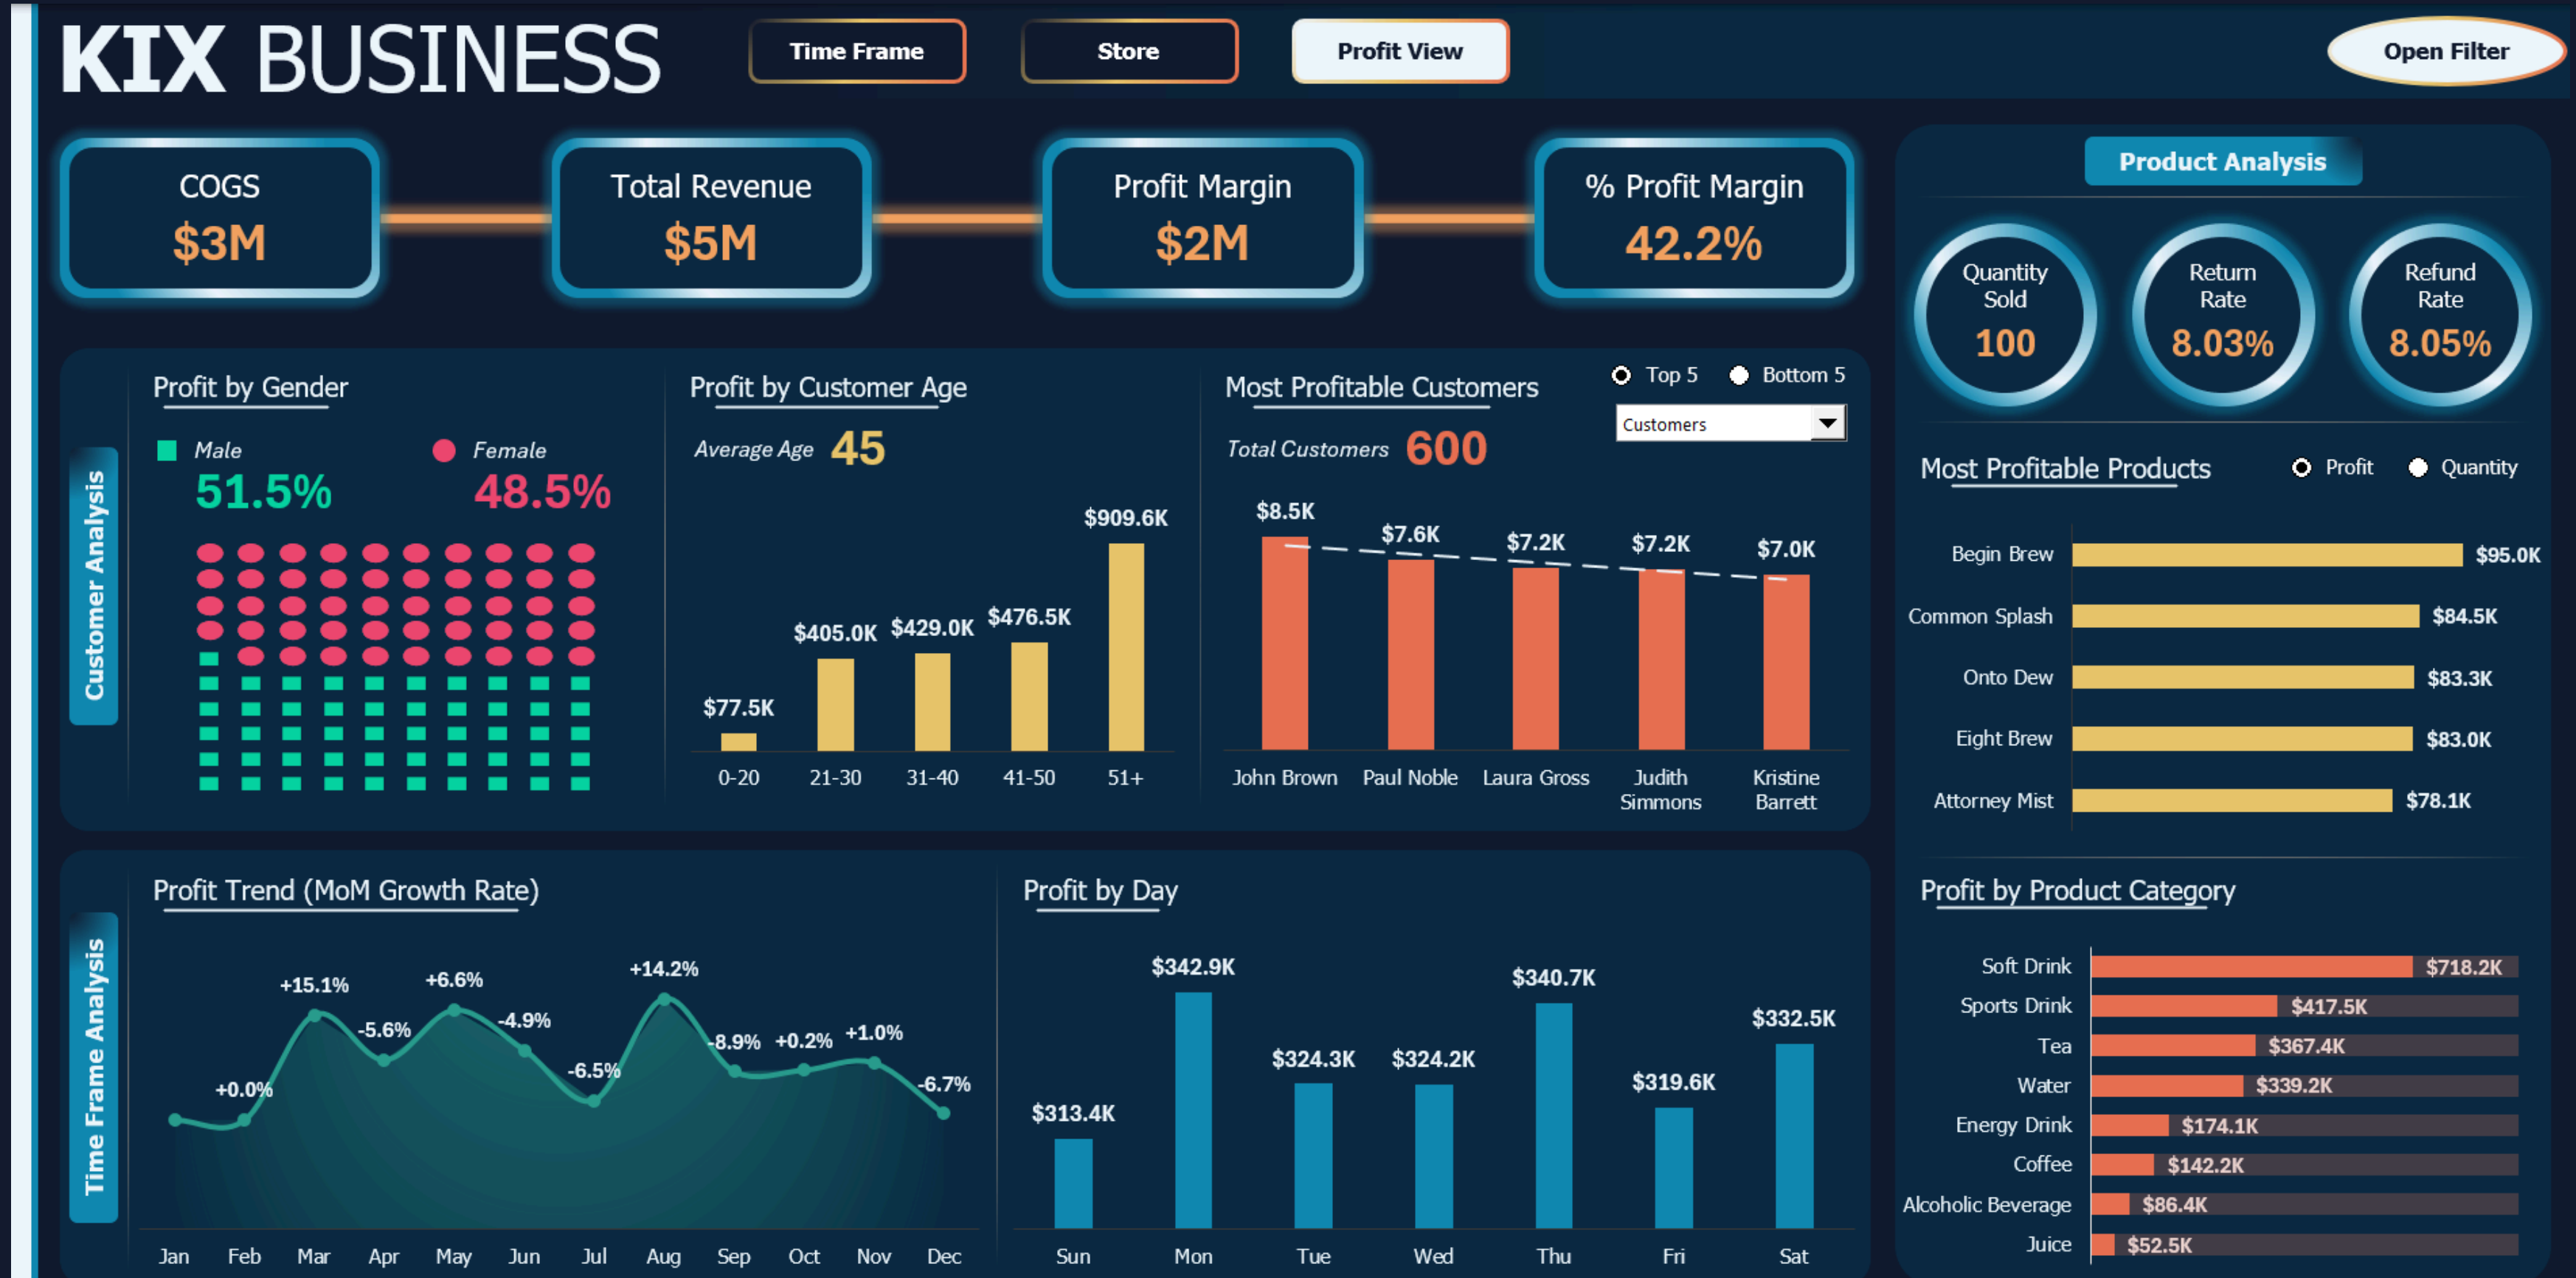 KIX BUSINESS
Time Frame
Store
Profit View
Open Filter
COGS
$3M
Total Revenue
$5M
Profit Margin
$2M
% Profit Margin
42.2%
Customer Analysis
Profit by Gender
Male
51.5%
Female
48.5%
Profit by Customer Age
Average Age 45
$77.5K
$405.0K
$429.0K
$476.5K
$909.6K
0-20
21-30
31-40
41-50
51+
Most Profitable Customers
Top 5
Bottom 5
Customers
Total Customers 600
$8.5K
$7.6K
$7.2K
$7.2K
$7.0K
John Brown
Paul Noble
Laura Gross
Judith
Simmons
Kristine
Barrett
Time Frame Analysis
Profit Trend (MoM Growth Rate)
+0.0%
+15.1%
-5.6%
+6.6%
-4.9%
-6.5%
+14.2%
-8.9%
+0.2%
+1.0%
-6.7%
Jan
Feb
Mar
Apr
May
Jun
Jul
Aug
Sep
Oct
Nov
Dec
Profit by Day
$313.4K
$342.9K
$324.3K
$324.2K
$340.7K
$319.6K
$332.5K
Sun
Mon
Tue
Wed
Thu
Fri
Sat
Product Analysis
Quantity
Sold
100
Return
Rate
8.03%
Refund
Rate
8.05%
Most Profitable Products
Profit
Quantity
Begin Brew $95.0K
Common Splash $84.5K
Onto Dew $83.3K
Eight Brew $83.0K
Attorney Mist $78.1K
Profit by Product Category
Soft Drink $718.2K
Sports Drink $417.5K
Tea $367.4K
Water $339.2K
Energy Drink $174.1K
Coffee $142.2K
Alcoholic Beverage $86.4K
Juice $52.5K